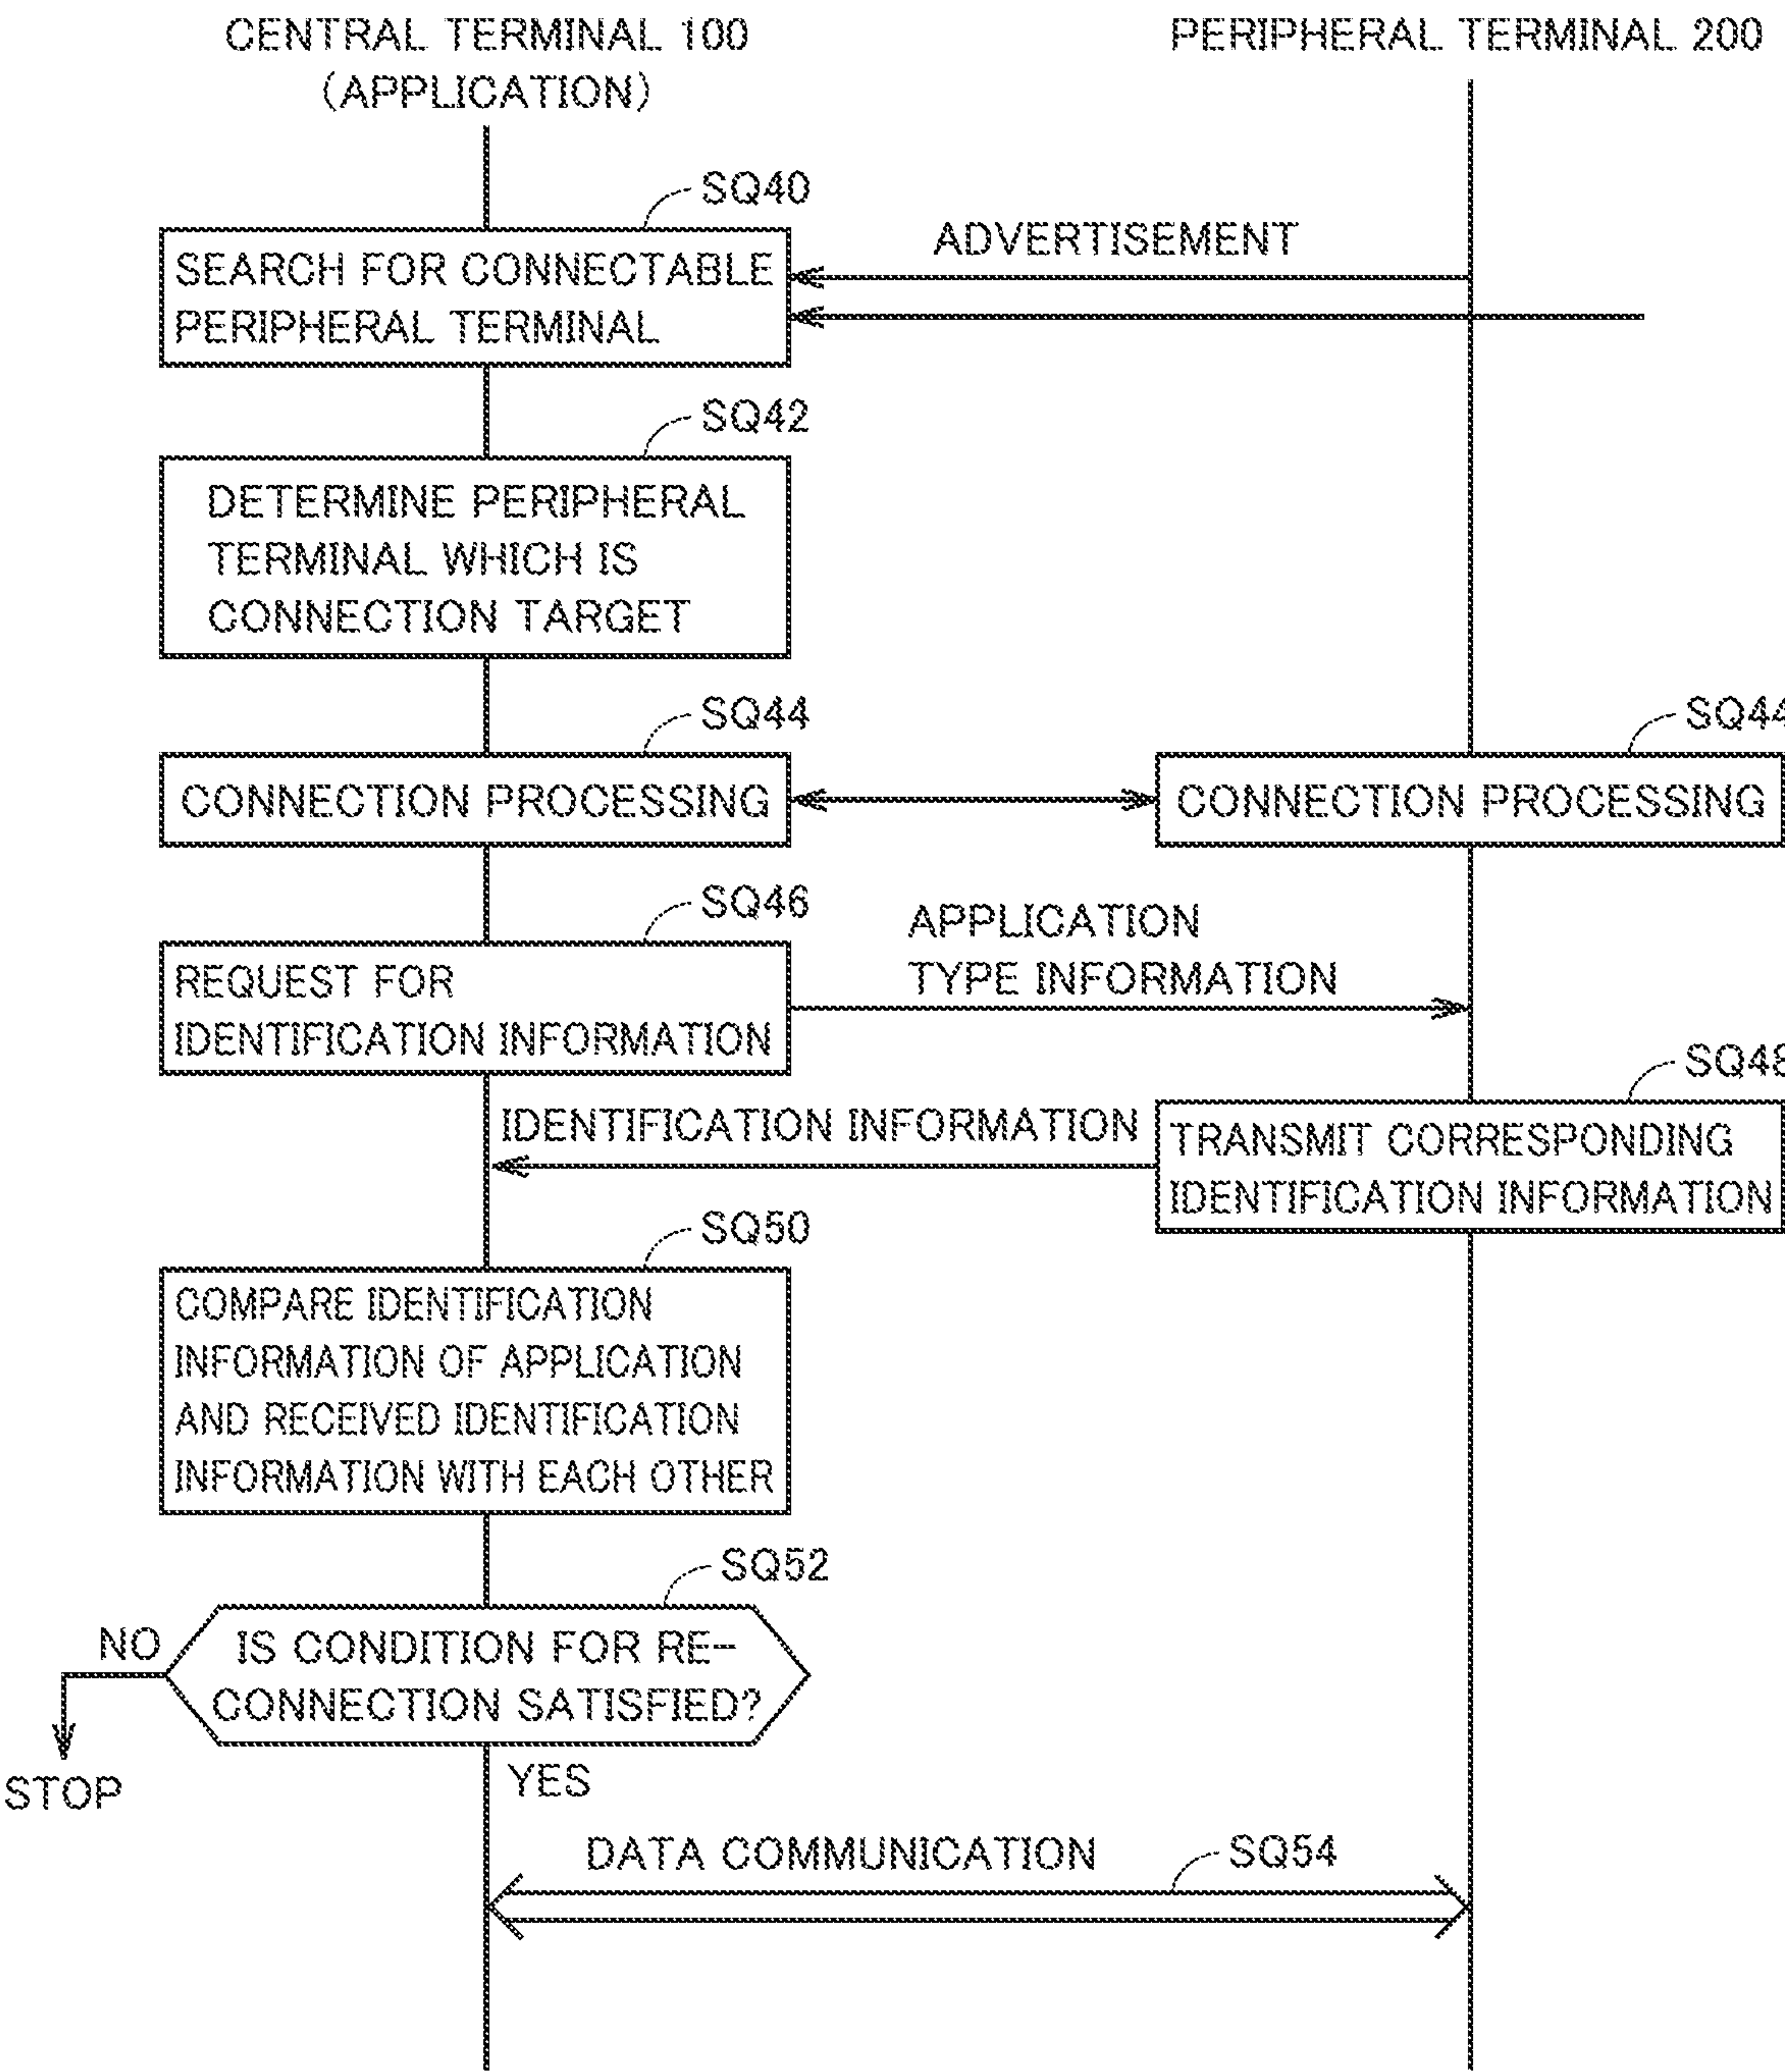 CENTRAL TERMINAL 100
(APPLICATION)
PERIPHERAL TERMINAL 200
SQ40
SEARCH FOR CONNECTABLE
PERIPHERAL TERMINAL
ADVERTISEMENT
SQ42
DETERMINE PERIPHERAL
TERMINAL WHICH IS
CONNECTION TARGET
SQ44
CONNECTION PROCESSING
SQ44
CONNECTION PROCESSING
SQ46
REQUEST FOR
IDENTIFICATION INFORMATION
APPLICATION
TYPE INFORMATION
SQ48
TRANSMIT CORRESPONDING
IDENTIFICATION INFORMATION
IDENTIFICATION INFORMATION
SQ50
COMPARE IDENTIFICATION
INFORMATION OF APPLICATION
AND RECEIVED IDENTIFICATION
INFORMATION WITH EACH OTHER
SQ52
IS CONDITION FOR RE-
CONNECTION SATISFIED?
NO
STOP
YES
DATA COMMUNICATION
SQ54